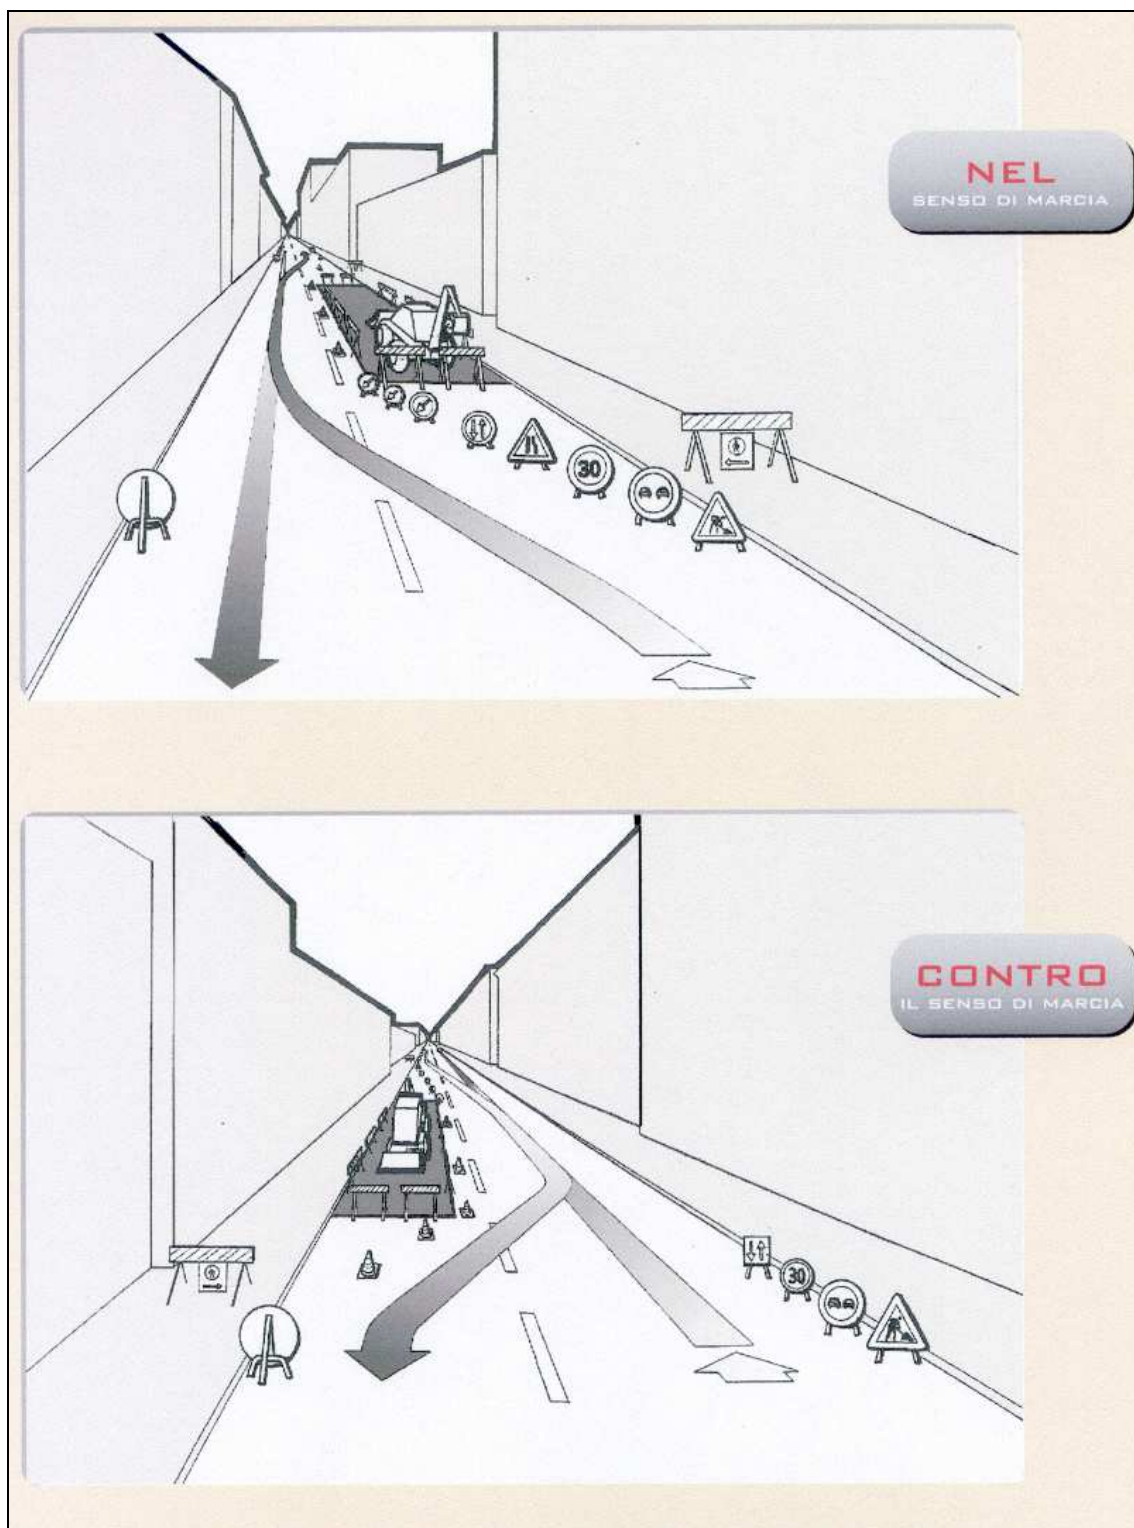 NEL
SENSO DI MARCIA
30
CONTRO
IL SENSO DI MARCIA
30